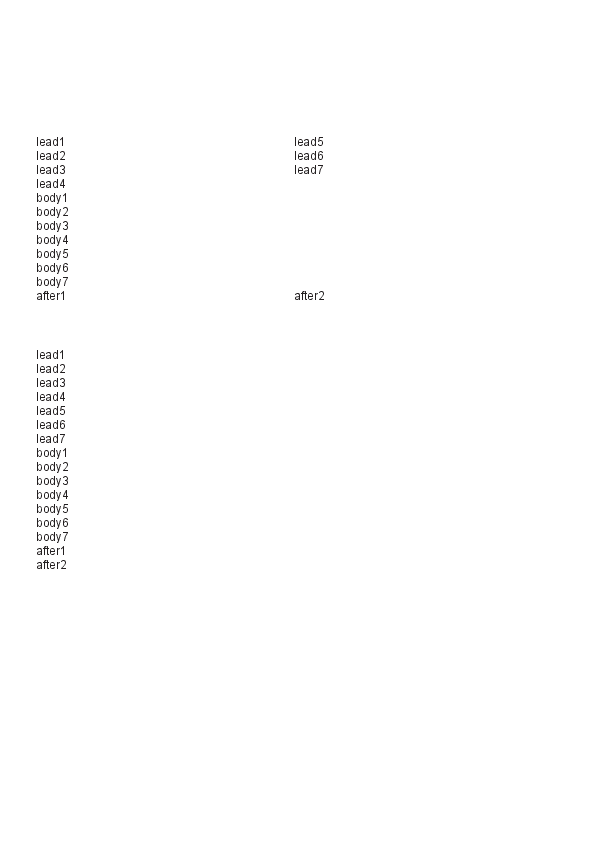 lead1
lead2
lead3
lead4
lead5
lead6
lead7
body1
body2
body3
body4
body5
body6
body7
after1
after2
lead1
lead2
lead3
lead4
lead5
lead6
lead7
body1
body2
body3
body4
body5
body6
body7
after1
after2